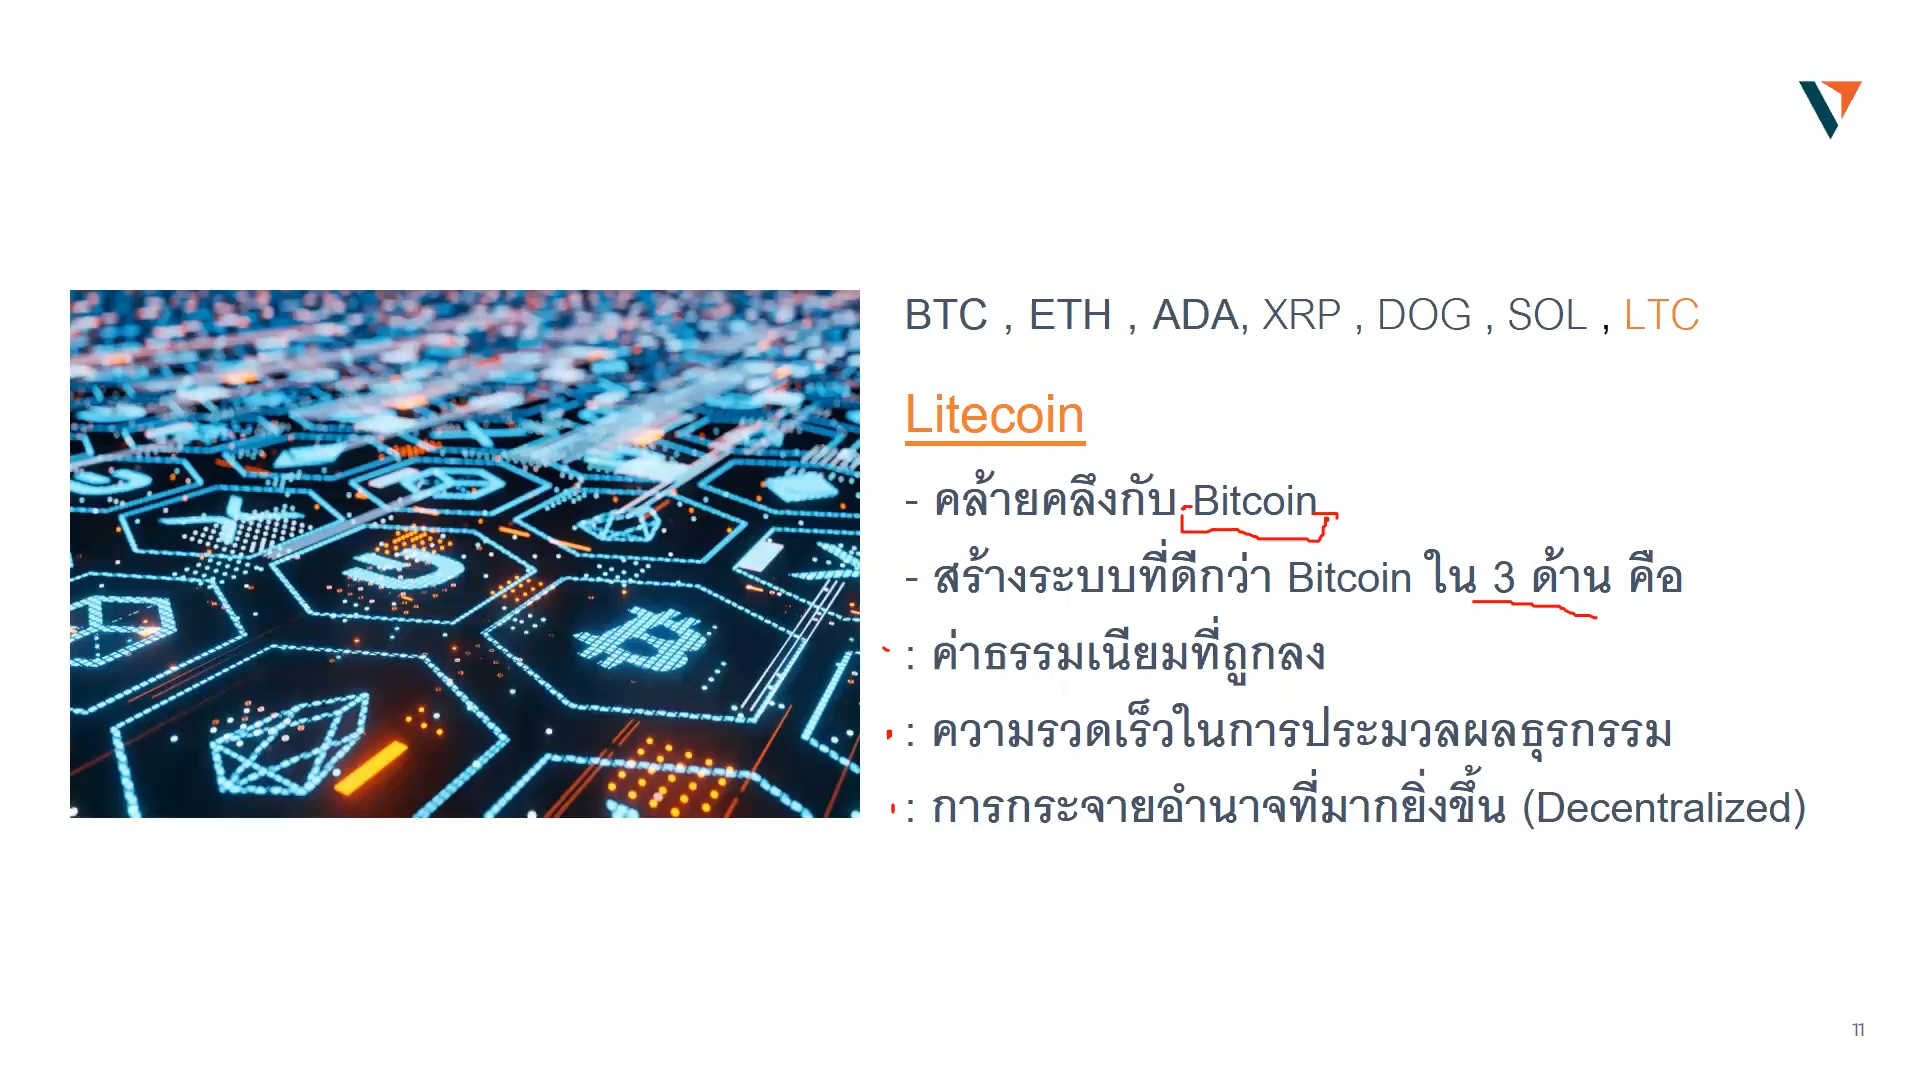 BTC , ETH , ADA, XRP , DOG , SOL , LTC
Litecoin
- คล้ายคลึงกับ Bitcoin
- สร้างระบบที่ดีกว่า Bitcoin ใน 3 ด้าน คือ
: ค่าธรรมเนียมที่ถูกลง
: ความรวดเร็วในการประมวลผลธุรกรรม
: การกระจายอำนาจที่มากยิ่งขึ้น (Decentralized)
11